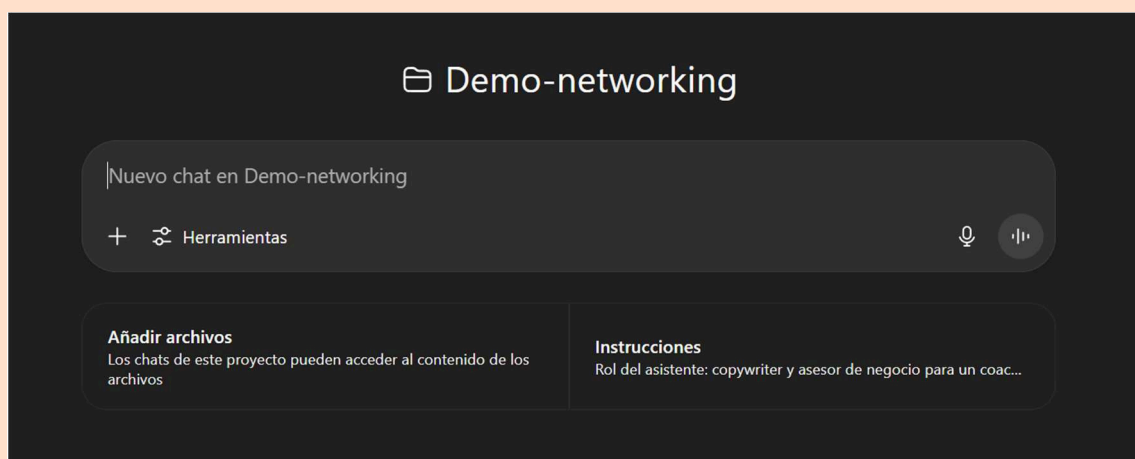 Demo-networking
Nuevo chat en Demo-networking
Herramientas
Añadir archivos
Los chats de este proyecto pueden acceder al contenido de los
archivos
Instrucciones
Rol del asistente: copywriter y asesor de negocio para un coac...